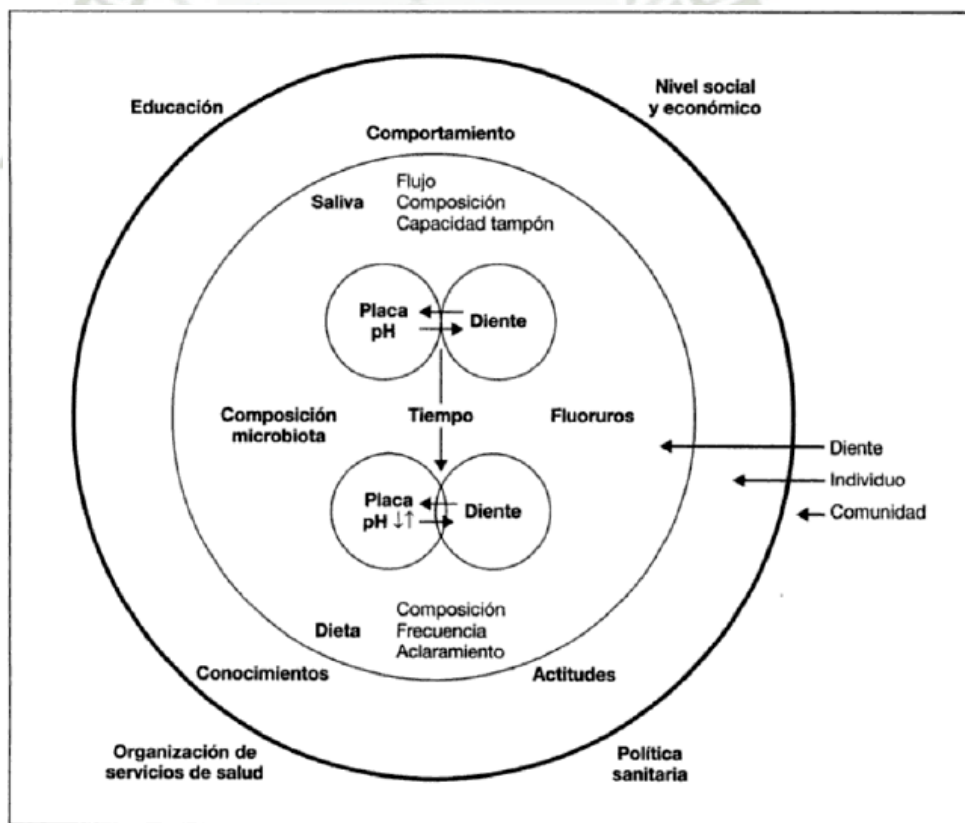 Educación
Nivel social
y económico
Comportamiento
Saliva
Flujo
Composición
Capacidad tampón
Placa
pH
Diente
Composición
microbiota
Tiempo
Fluoruros
Diente
Individuo
Comunidad
Placa
pH ↓↑
Diente
Dieta
Composición
Frecuencia
Aclaramiento
Conocimientos
Actitudes
Organización de
servicios de salud
Política
sanitaria